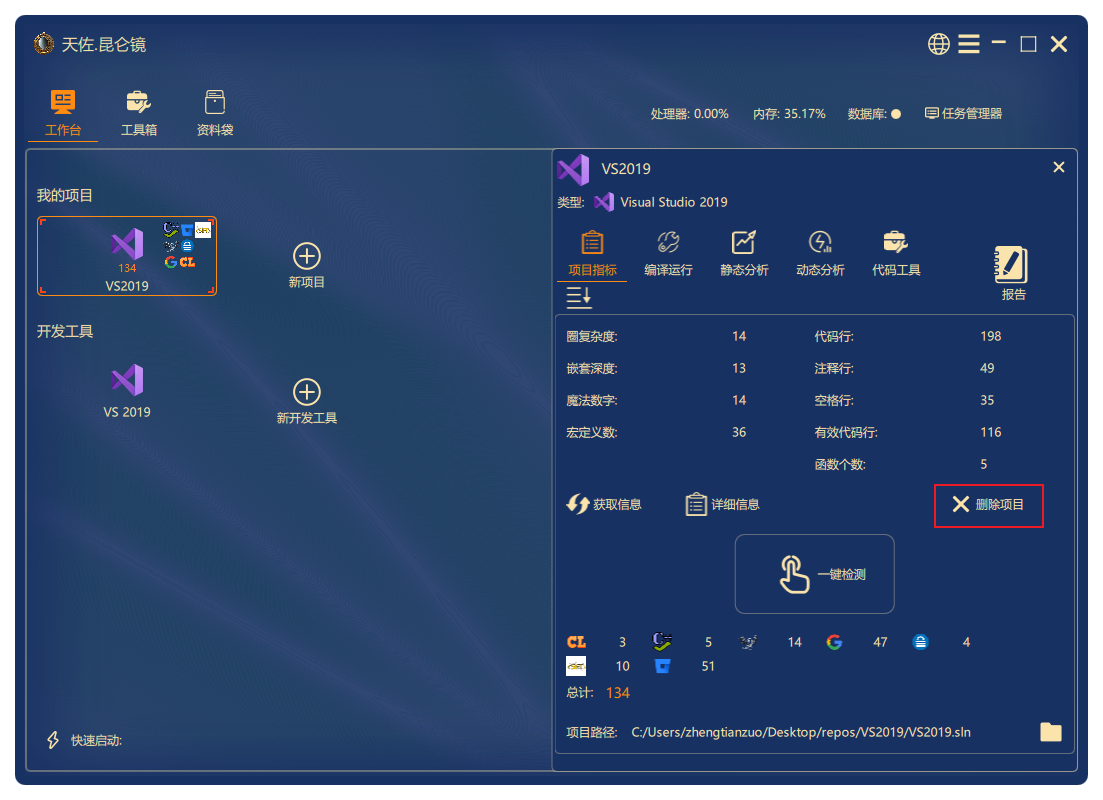 天佐.昆仑镜
工作台 工具箱 资料袋
处理器: 0.00% 内存: 35.17% 数据库: 任务管理器
我的项目
134
VS2019
新项目
开发工具
VS 2019
新开发工具
快速启动:
VS2019
类型: Visual Studio 2019
项目指标 编译运行 静态分析 动态分析 代码工具
报告
圈复杂度: 14 代码行: 198
嵌套深度: 13 注释行: 49
魔法数字: 14 空格行: 35
宏定义数: 36 有效代码行: 116
函数个数: 5
获取信息 详细信息 删除项目
一键检测
CL 3 5 14 47 4
10 51
总计: 134
项目路径: C:/Users/zhengtianzuo/Desktop/repos/VS2019/VS2019.sln